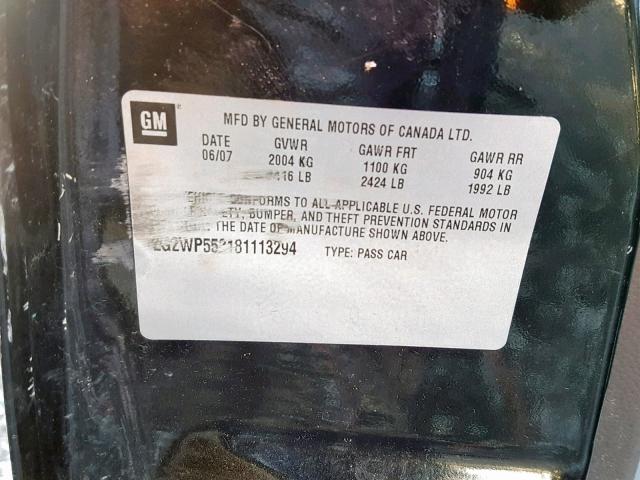 GM
MFD BY GENERAL MOTORS OF CANADA LTD.
DATE GVWR GAWR FRT GAWR RR
06/07 2004 KG 1100 KG 904 KG
LB 2424 LB 1992 LB
CONFORMS TO ALL APPLICABLE U.S. FEDERAL MOTOR
BUMPER, AND THEFT PREVENTION STANDARDS IN
THE DATE OF MANUFACTURE SHOWN ABOVE.
TYPE: PASS CAR